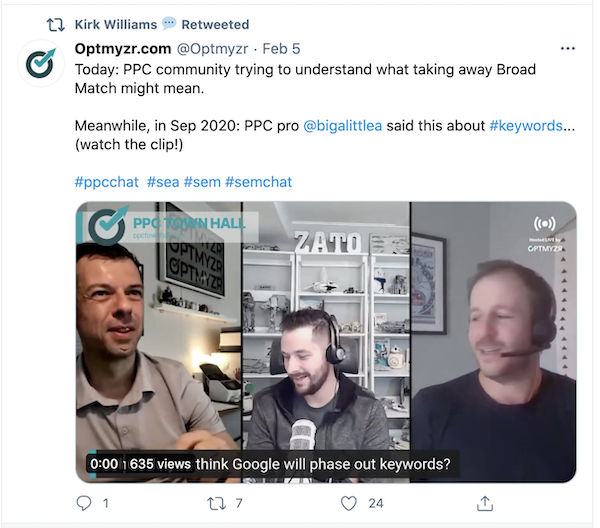 Kirk Williams 💬 Retweeted
Optmyzr.com @Optmyzr · Feb 5
Today: PPC community trying to understand what taking away Broad
Match might mean.
Meanwhile, in Sep 2020: PPC pro @bigalittlea said this about #keywords...
(watch the clip!)
#ppcchat #sea #sem #semchat
PPC TOWN HALL
OPTMYZR
OPTMYZR
ZATO
Hosted LIVE by
OPTMYZR
0:00 635 views think Google will phase out keywords?
1 7 24